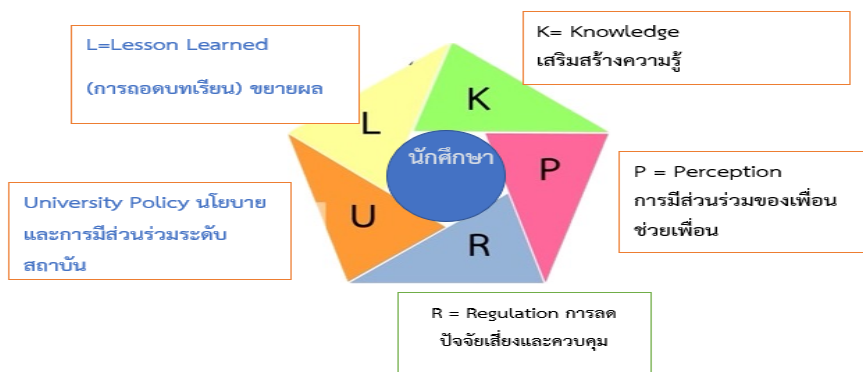 L=Lesson Learned
(การถอดบทเรียน) ขยายผล
K= Knowledge
เสริมสร้างความรู้
K
L
นักศึกษา
P
U
R
P = Perception
การมีส่วนร่วมของเพื่อน
ช่วยเพื่อน
University Policy นโยบาย
และการมีส่วนร่วมระดับ
สถาบัน
R = Regulation การลด
ปัจจัยเสี่ยงและควบคุม